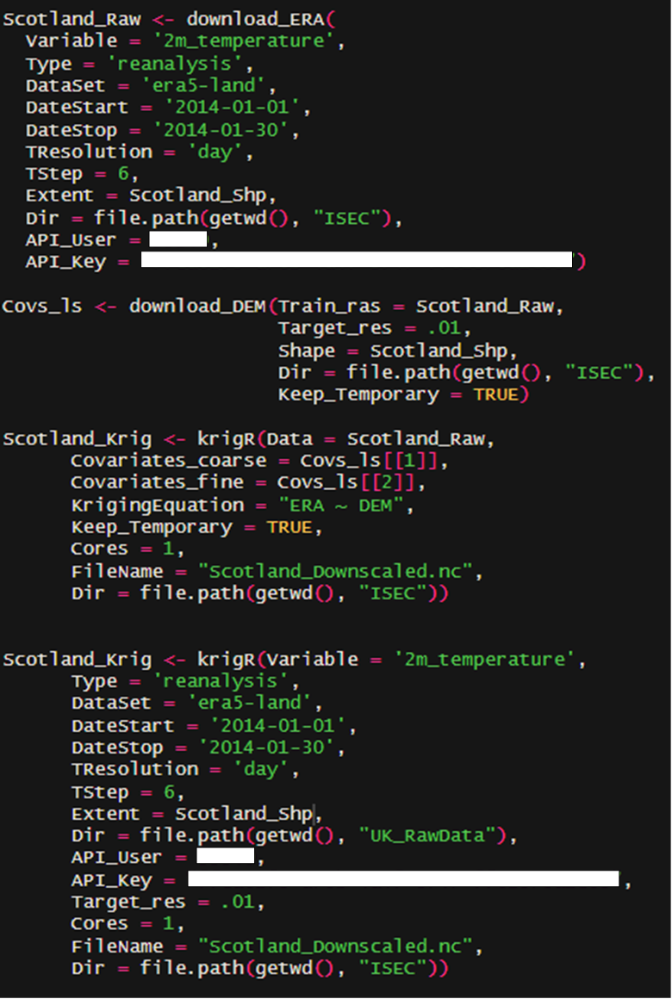 Scotland_Raw <- download_ERA(
  Variable = '2m_temperature',
  Type = 'reanalysis',
  DataSet = 'era5-land',
  DateStart = '2014-01-01',
  DateStop = '2014-01-30',
  TResolution = 'day',
  TStep = 6,
  Extent = Scotland_Shp,
  Dir = file.path(getwd(), "ISEC"),
  API_User = ,
  API_Key = ')
Covs_ls <- download_DEM(Train_ras = Scotland_Raw,
                        Target_res = .01,
                        Shape = Scotland_Shp,
                        Dir = file.path(getwd(), "ISEC"),
                        Keep_Temporary = TRUE)
Scotland_Krig <- krigR(Data = Scotland_Raw,
      Covariates_coarse = Covs_ls[[1]],
      Covariates_fine = Covs_ls[[2]],
      KrigingEquation = "ERA ~ DEM",
      Keep_Temporary = TRUE,
      Cores = 1,
      FileName = "Scotland_Downscaled.nc",
      Dir = file.path(getwd(), "ISEC"))
Scotland_Krig <- krigR(Variable = '2m_temperature',
      Type = 'reanalysis',
      DataSet = 'era5-land',
      DateStart = '2014-01-01',
      DateStop = '2014-01-30',
      TResolution = 'day',
      TStep = 6,
      Extent = Scotland_Shp,
      Dir = file.path(getwd(), "UK_RawData"),
      API_User = ,
      API_Key = ,
      Target_res = .01,
      Cores = 1,
      FileName = "Scotland_Downscaled.nc",
      Dir = file.path(getwd(), "ISEC"))